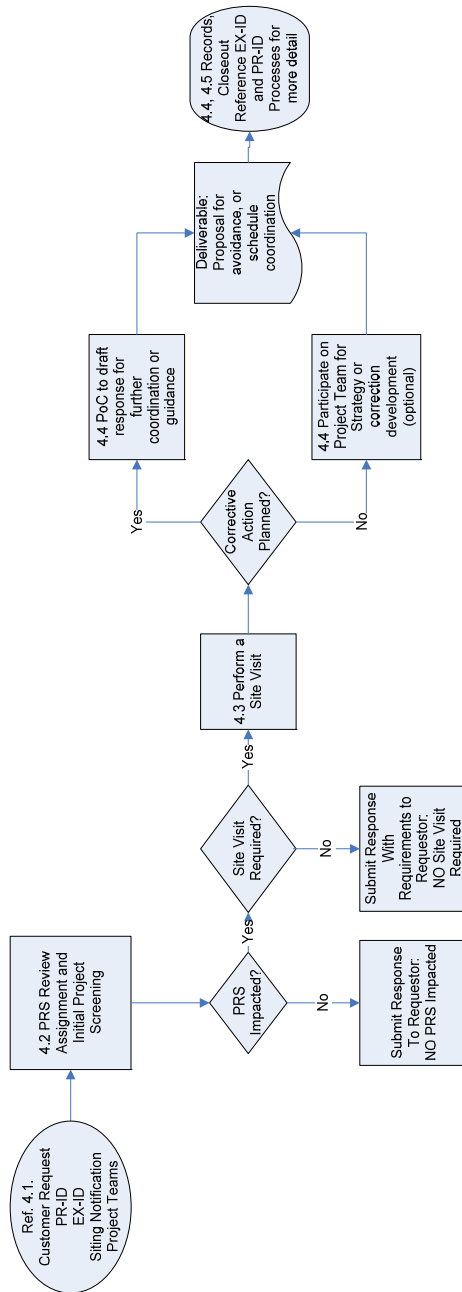 Ref. 4.1.
Customer Request
PR-ID
EX-ID
Siting Notification
Project Teams
4.2 PRS Review
Assignment and
Initial Project
Screening
PRS
Impacted?
Yes
No
Submit Response
To Requestor:
NO PRS Impacted
Site Visit
Required?
Yes
No
Submit Response
With
Requirements to
Requestor:
NO Site Visit
Required
4.3 Perform a
Site Visit
Corrective
Action
Planned?
Yes
No
4.4 PoC to draft
response for
further
coordination or
guidance
4.4 Participate on
Project Team for
Strategy or
correction
development
(optional)
Deliverable:
Proposal for
avoidance, or
schedule
coordination
4.4, 4.5 Records,
Closeout
Reference EX-ID
and PR-ID
Processes for
more detail